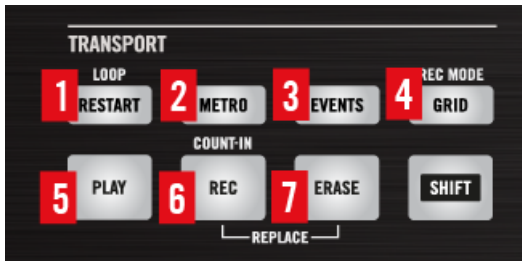 TRANSPORT
LOOP REC MODE
1 RESTART 2 METRO 3 EVENTS 4 GRID
COUNT-IN
5 PLAY 6 REC 7 ERASE SHIFT
REPLACE